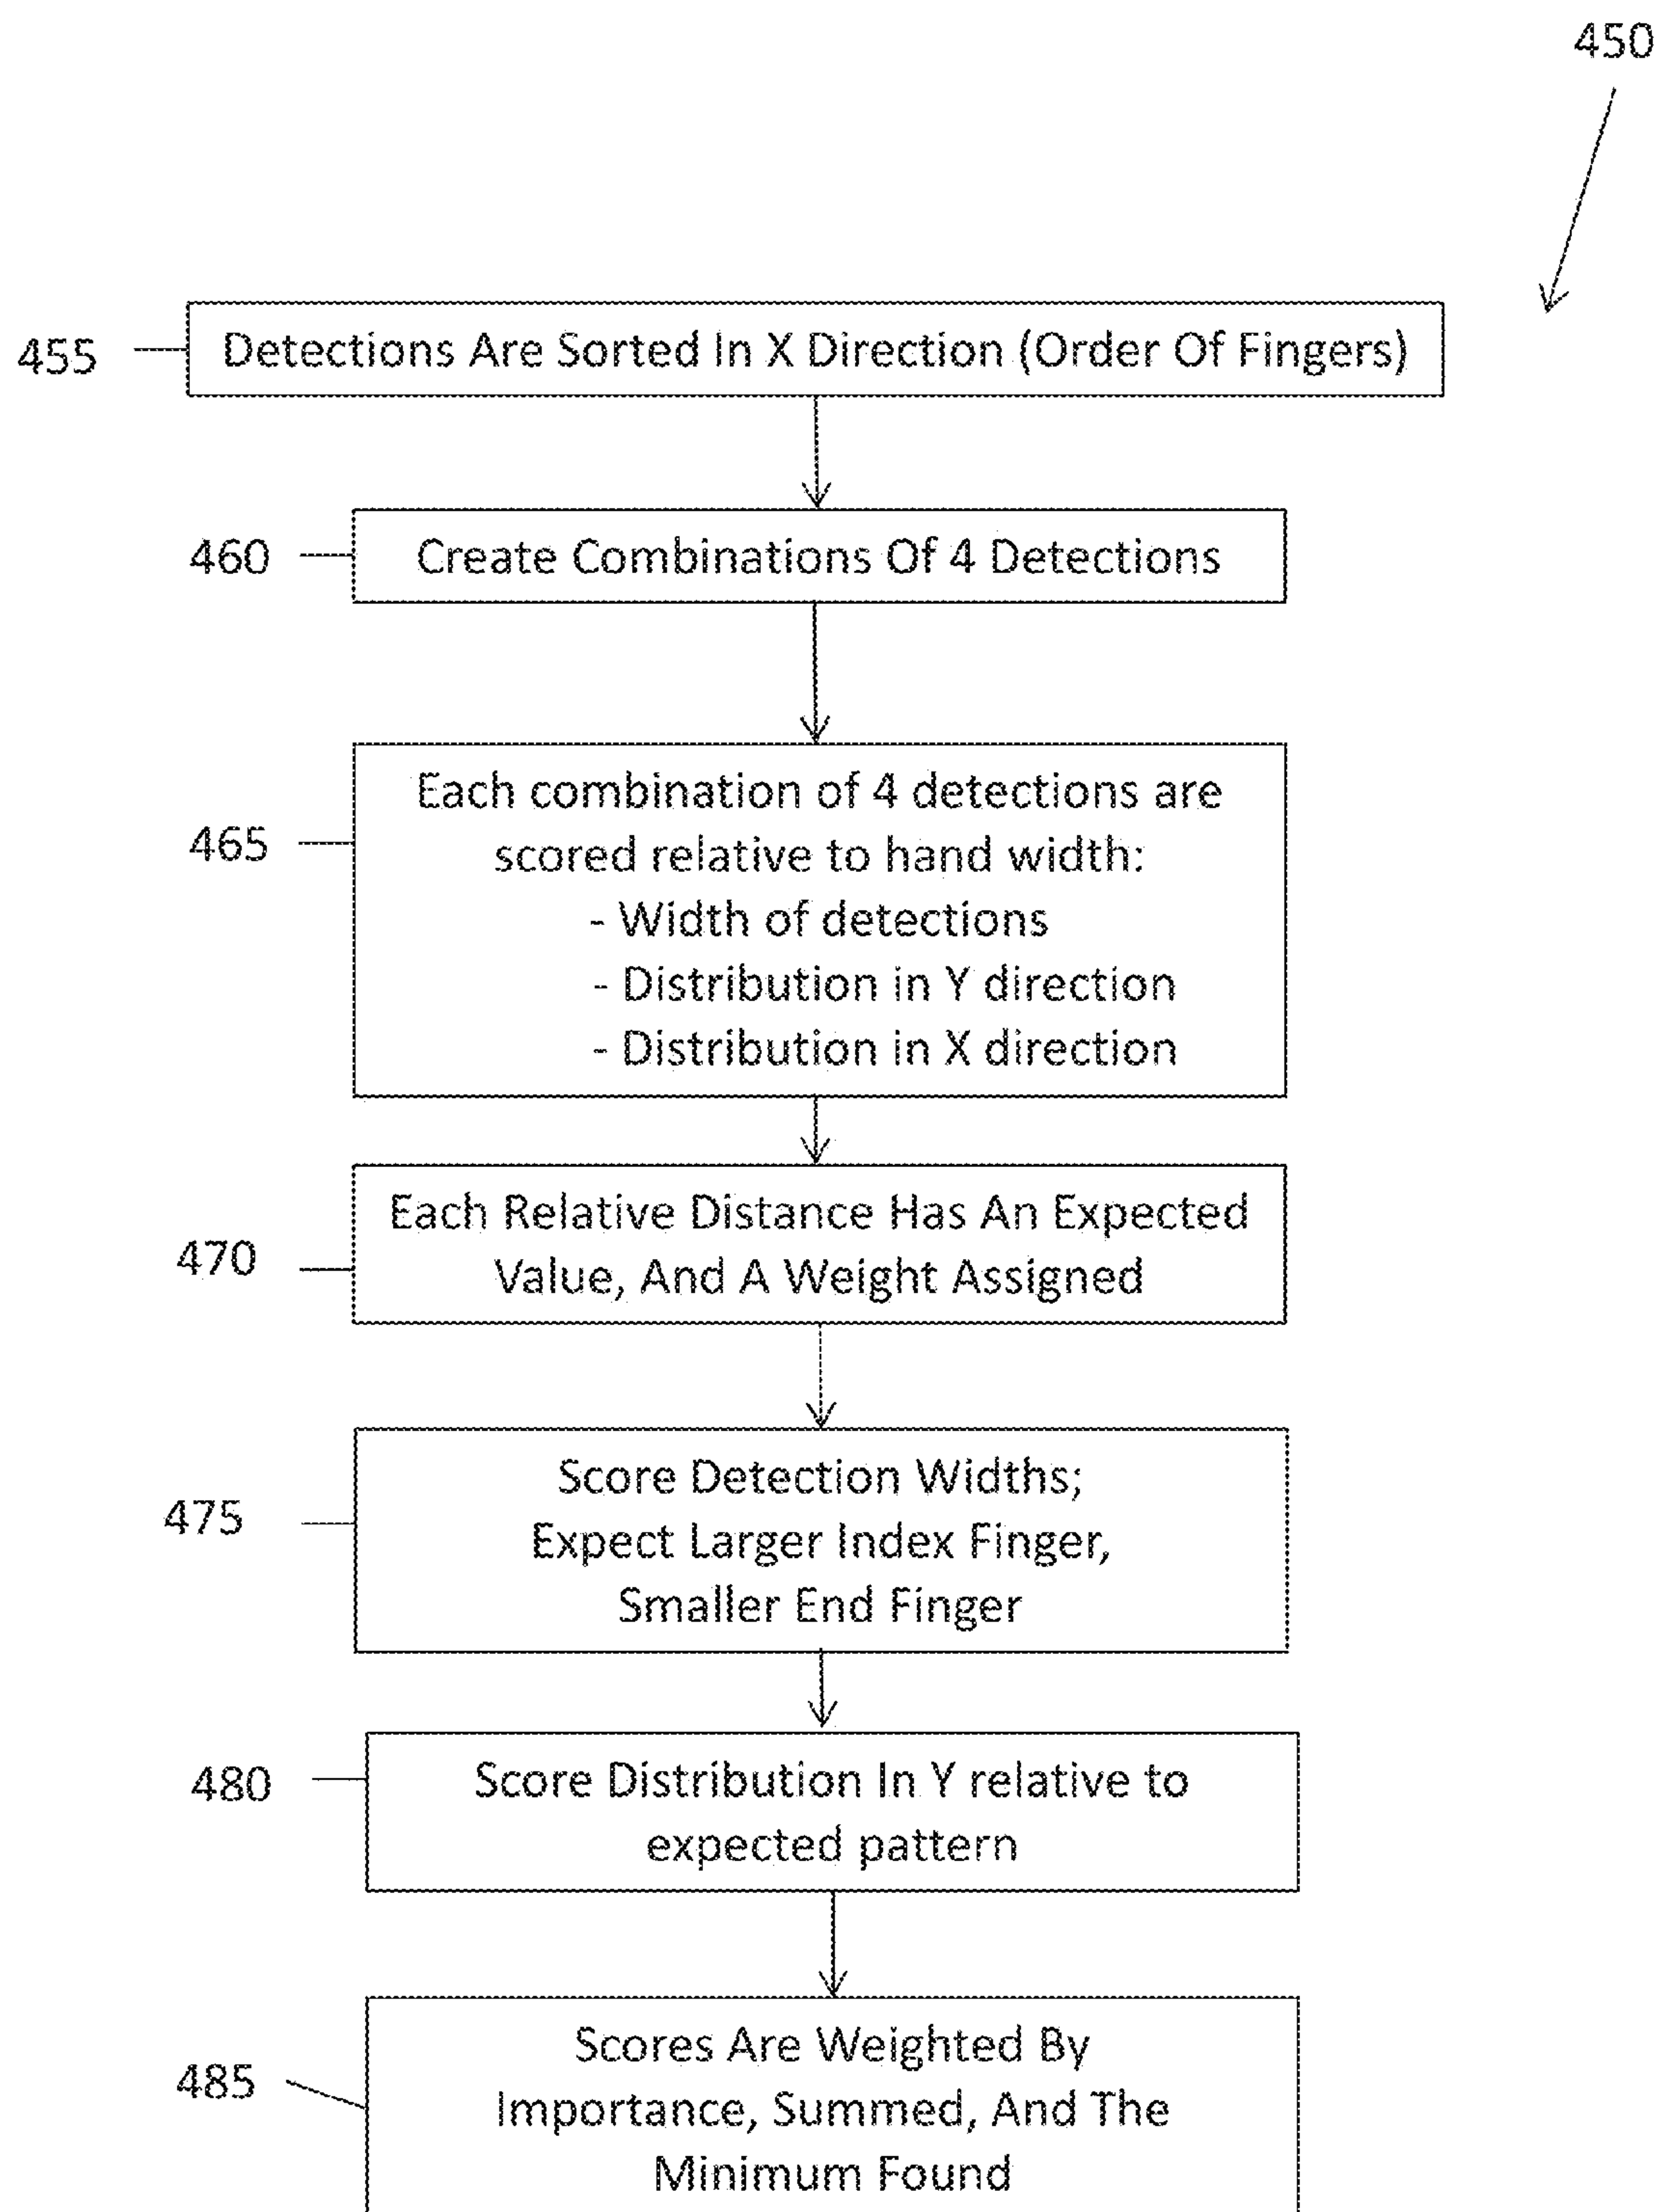 450
455
Detections Are Sorted In X Direction (Order Of Fingers)
460
Create Combinations Of 4 Detections
465
Each combination of 4 detections are
scored relative to hand width:
- Width of detections
- Distribution in Y direction
- Distribution in X direction
470
Each Relative Distance Has An Expected
Value, And A Weight Assigned
475
Score Detection Widths;
Expect Larger Index Finger,
Smaller End Finger
480
Score Distribution In Y relative to
expected pattern
485
Scores Are Weighted By
Importance, Summed, And The
Minimum Found